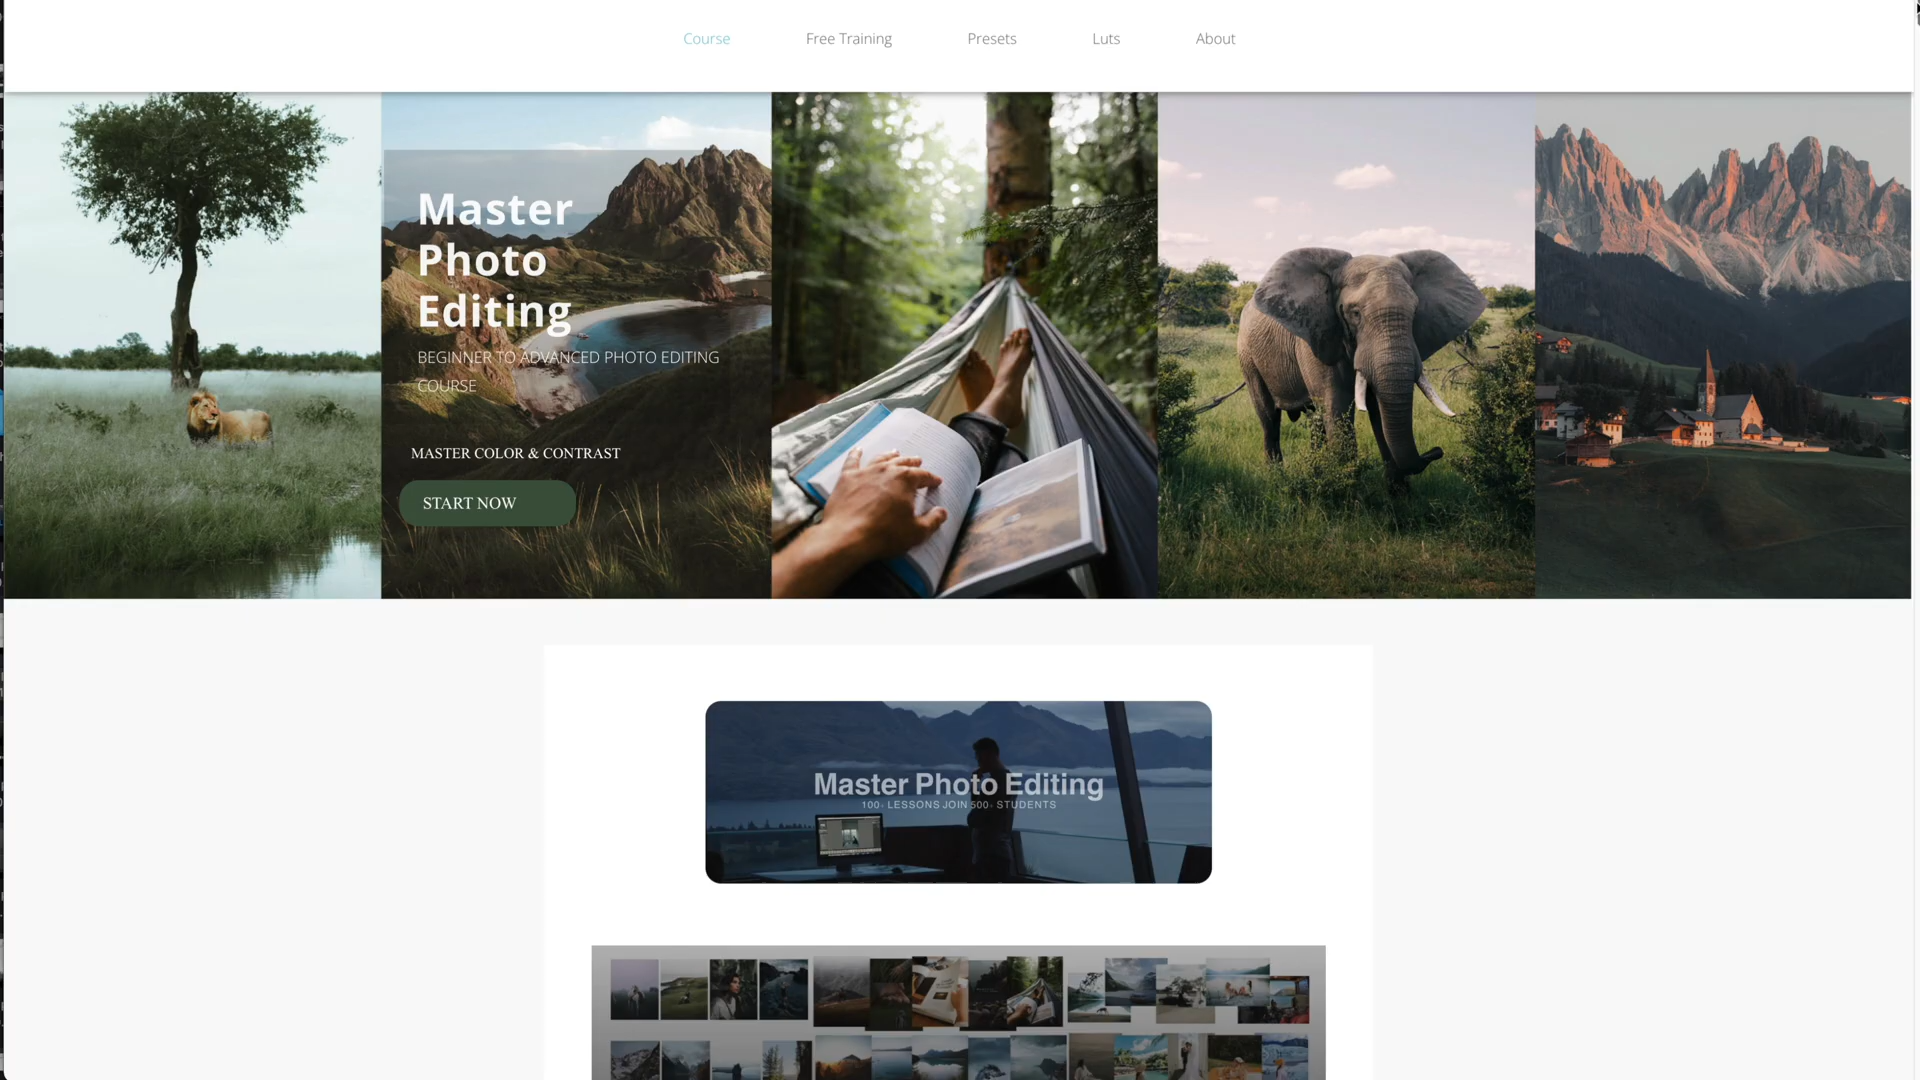 Course
Free Training
Presets
Luts
About
Master
Photo
Editing
BEGINNER TO ADVANCED PHOTO EDITING
COURSE
MASTER COLOR & CONTRAST
START NOW
Master Photo Editing
100+ LESSONS JOIN 500+ STUDENTS